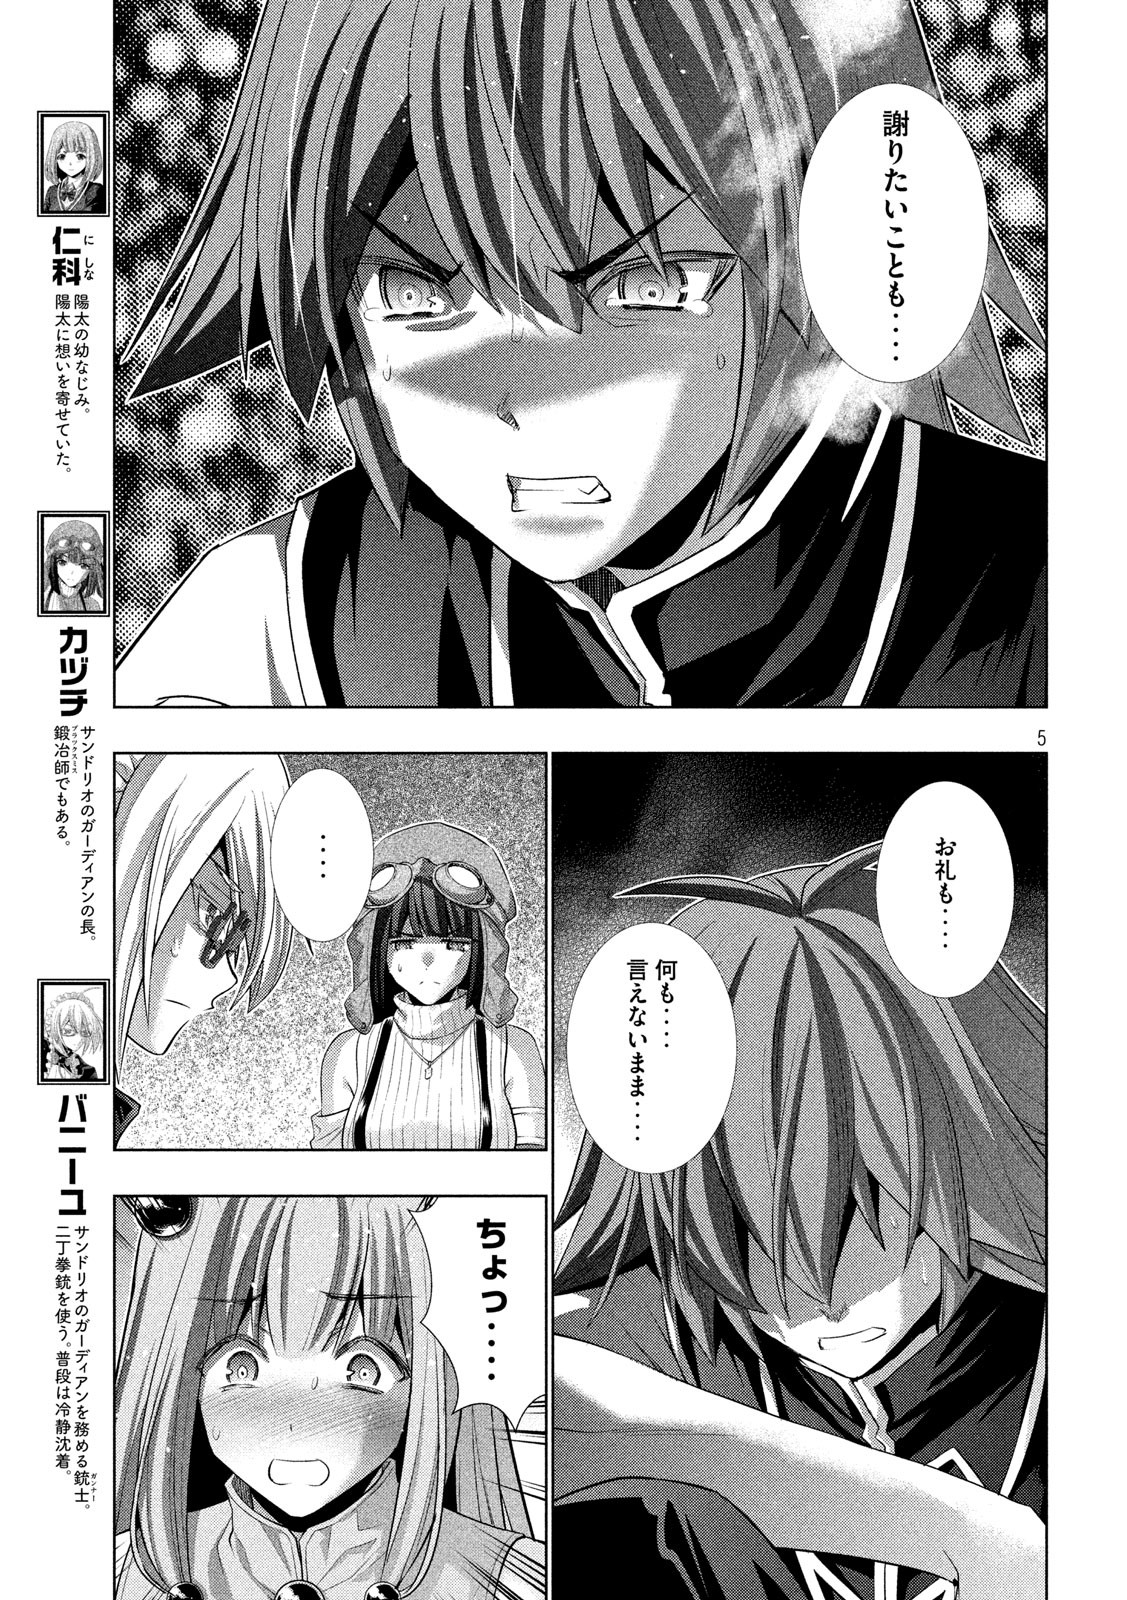 謝りたいことも‥‥
5
お礼も‥‥
何も‥‥
言えないまま‥‥
‥‥
ちょっ‥‥
仁科
にしな
陽太の幼なじみ。
陽太に想いを寄せていた。
カヅチ
サンドリオのガーディアンの長。
鍛冶師でもある。
ブラックスミス
バニーユ
サンドリオのガーディアンを務める銃士。
ガンナー
二丁拳銃を使う。普段は冷静沈着。